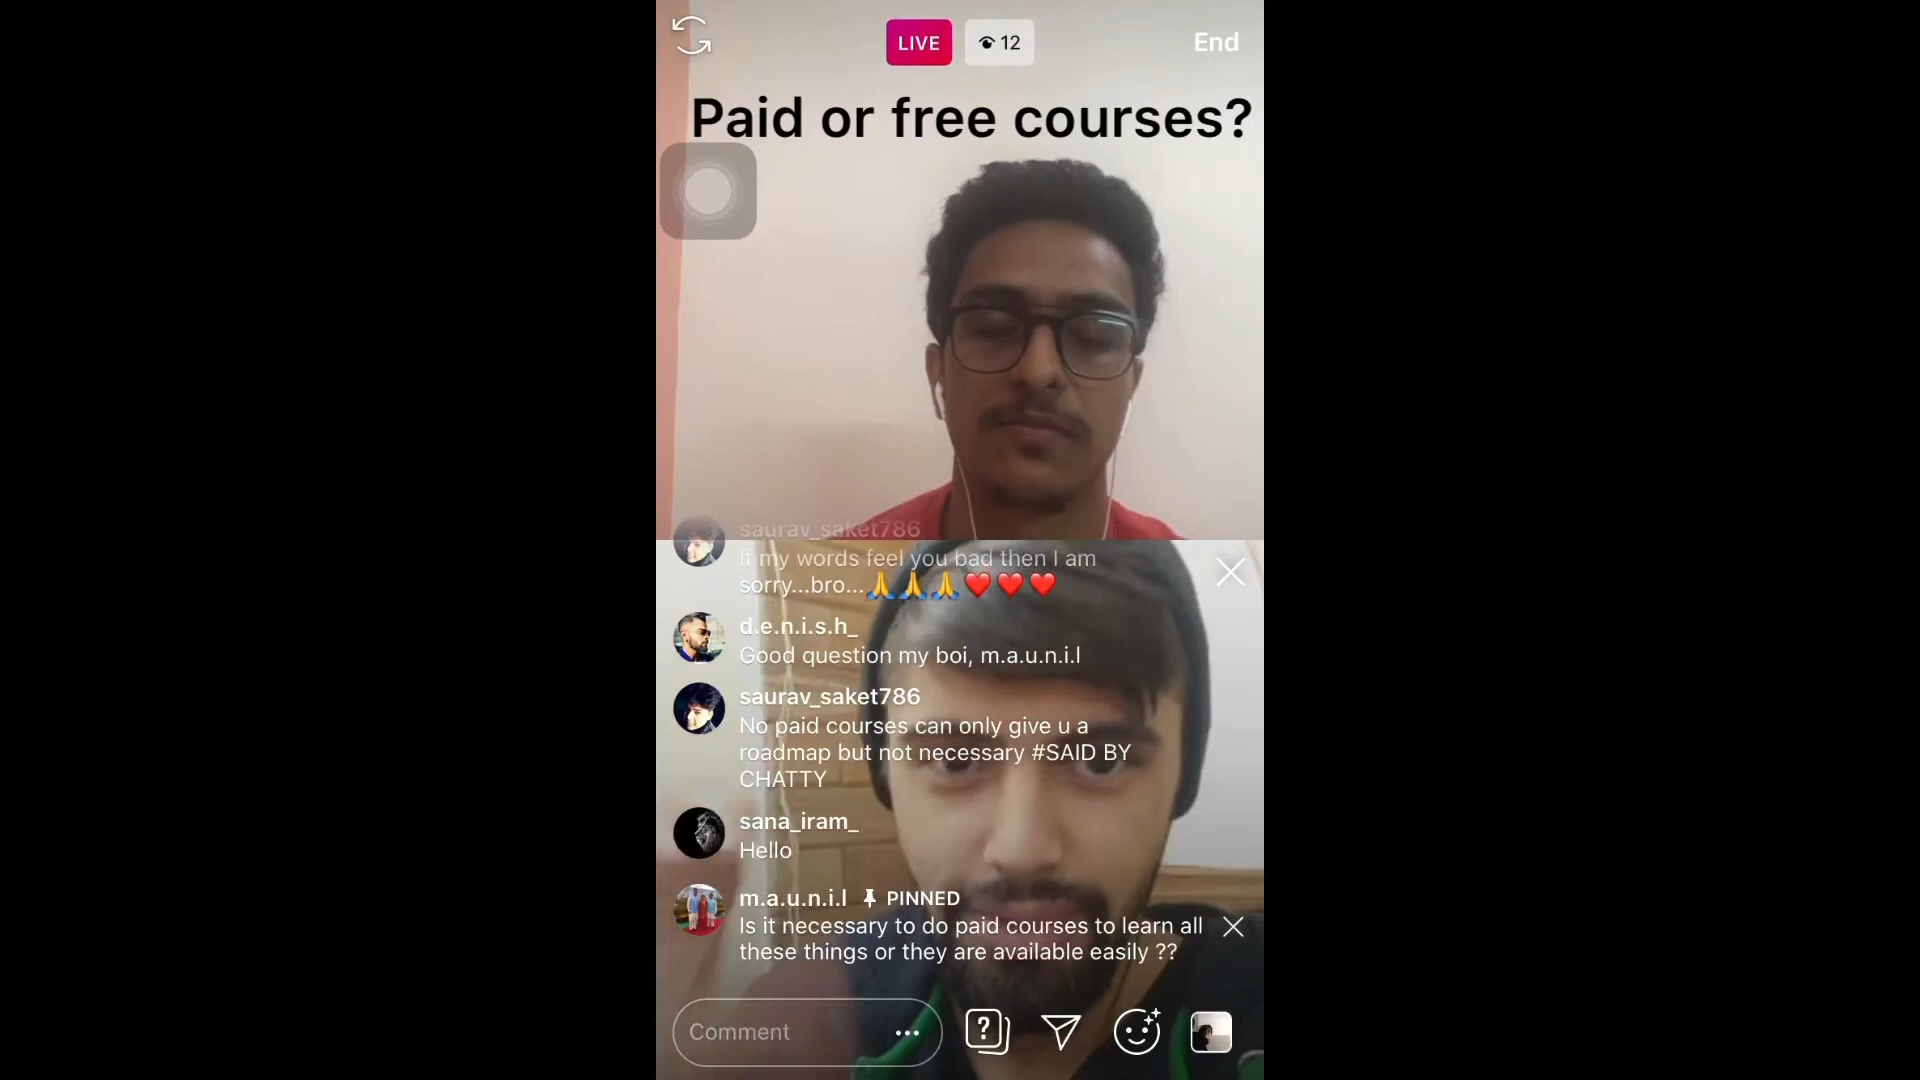 LIVE 12 End
Paid or free courses?
saurav_saket786
If my words feel you bad then I am
sorry...bro...🙏🙏🙏❤️❤️❤️
d.e.n.i.s.h_
Good question my boi, m.a.u.n.i.l
saurav_saket786
No paid courses can only give u a
roadmap but not necessary #SAID BY
CHATTY
sana_iram_
Hello
m.a.u.n.i.l PINNED
Is it necessary to do paid courses to learn all
these things or they are available easily ??
Comment ...